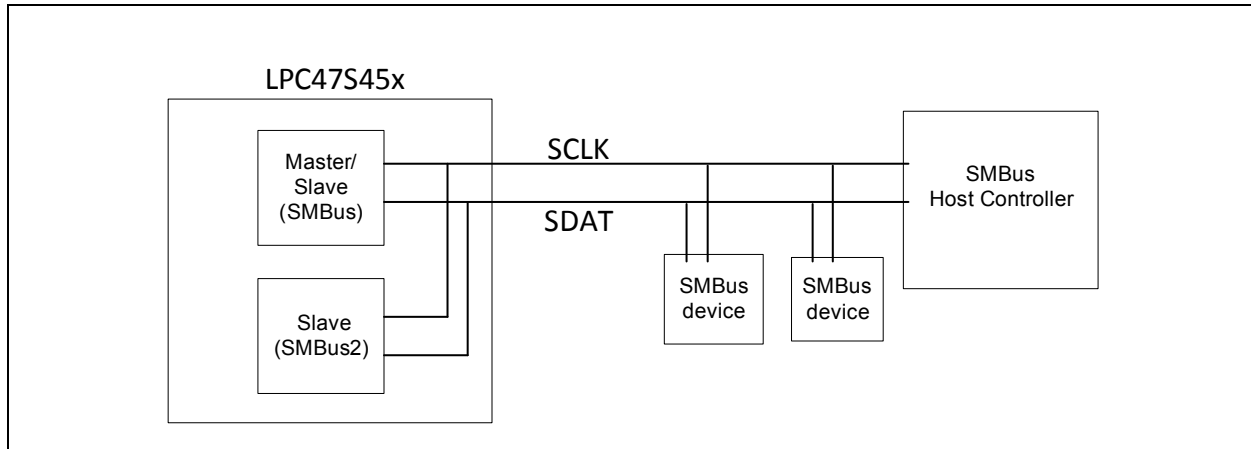 LPC47S45x
Master/
Slave
(SMBus)
SCLK
SDAT
SMBus
Host Controller
Slave
(SMBus2)
SMBus
device
SMBus
device